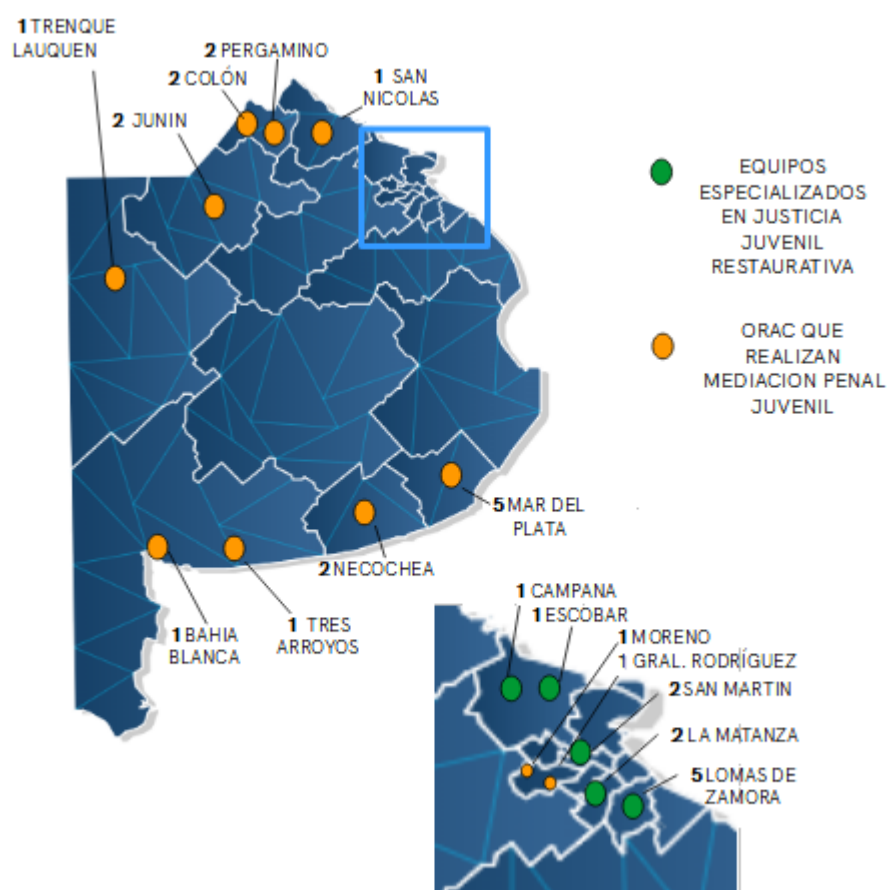 1 TRENQUE
LAUQUEN
2 PERGAMINO
2 COLÓN
1 SAN
NICOLAS
2 JUNIN
5 MAR DEL
PLATA
2 NECOCHEA
1 TRES
ARROYOS
1 BAHIA
BLANCA
EQUIPOS
ESPECIALIZADOS
EN JUSTICIA
JUVENIL
RESTAURATIVA
ORAC QUE
REALIZAN
MEDIACION PENAL
JUVENIL
1 CAMPANA
1 ESCOBAR
1 MORENO
1 GRAL. RODRÍGUEZ
2 SAN MARTIN
2 LA MATANZA
5 LOMAS DE
ZAMORA